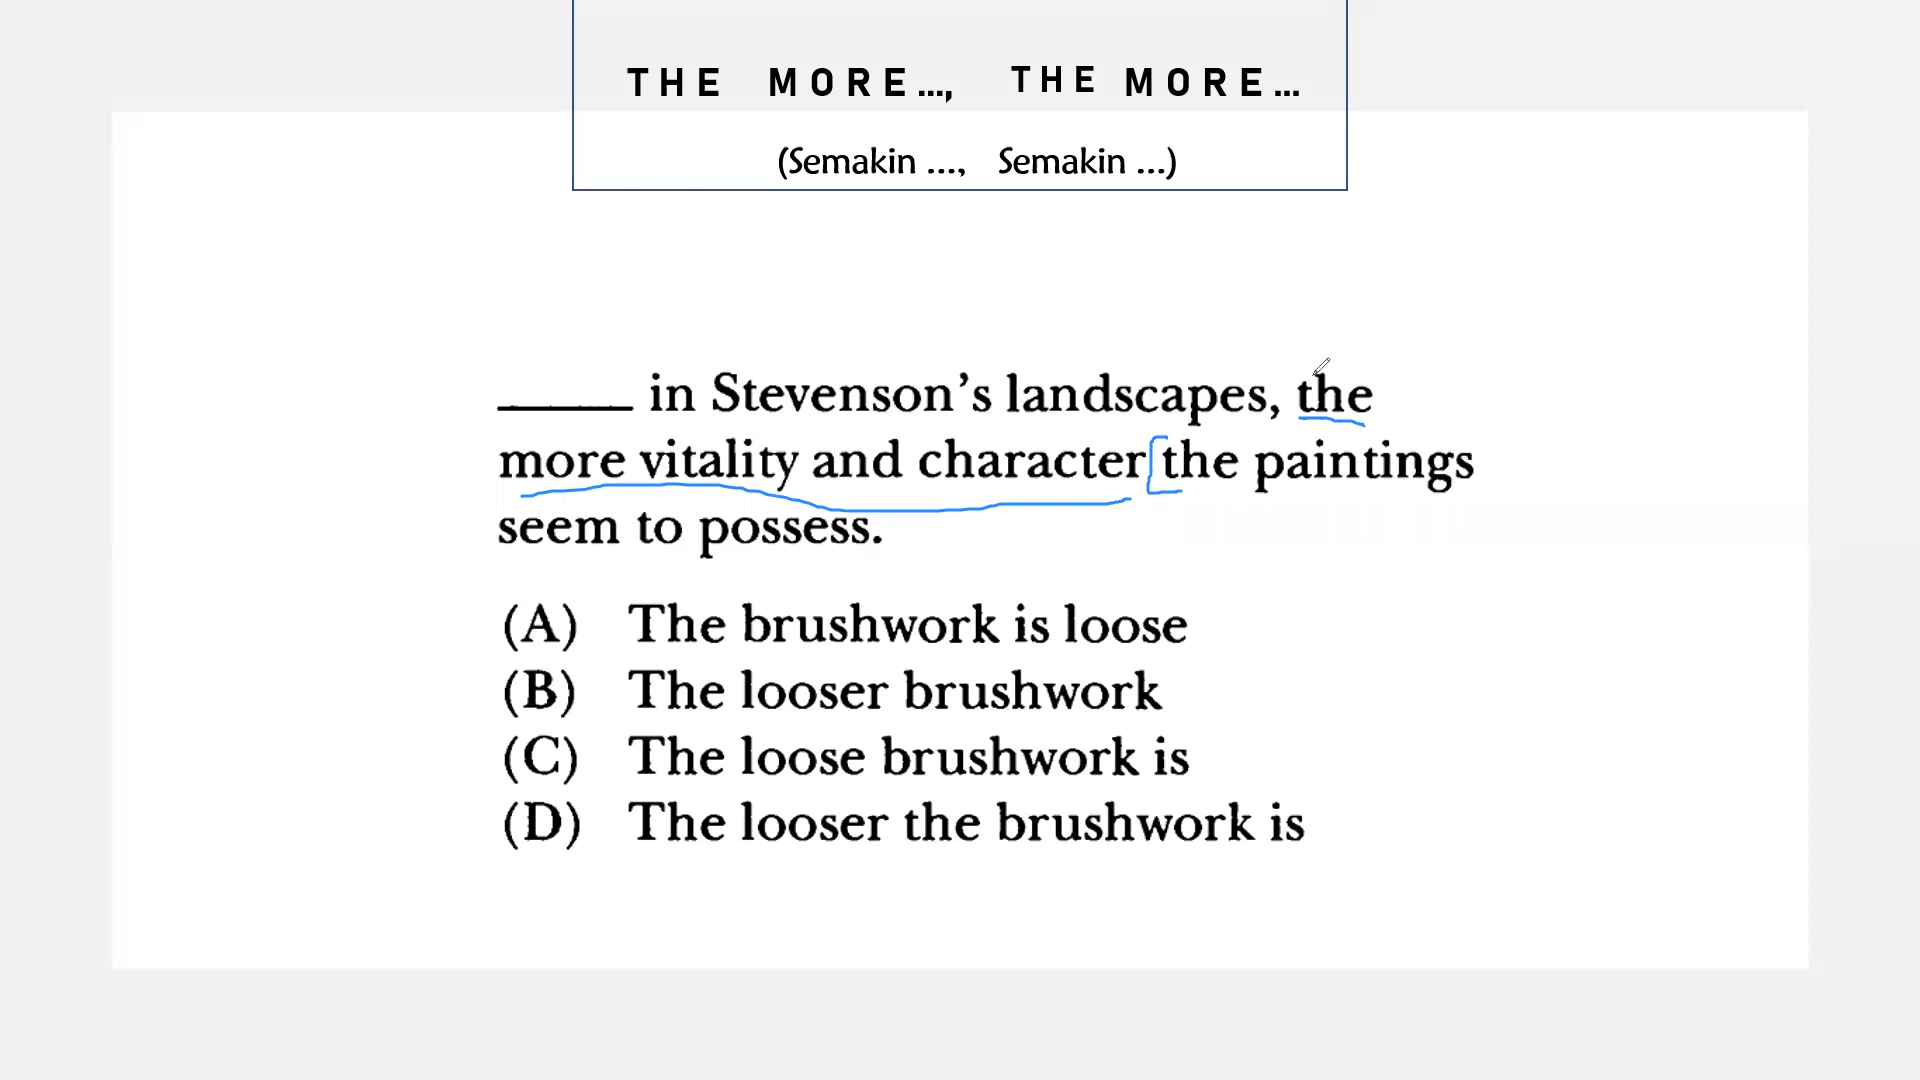 THE MORE..., THE MORE...
(Semakin ..., Semakin ...)
_____ in Stevenson’s landscapes, the
more vitality and character the paintings
seem to possess.
(A) The brushwork is loose
(B) The looser brushwork
(C) The loose brushwork is
(D) The looser the brushwork is